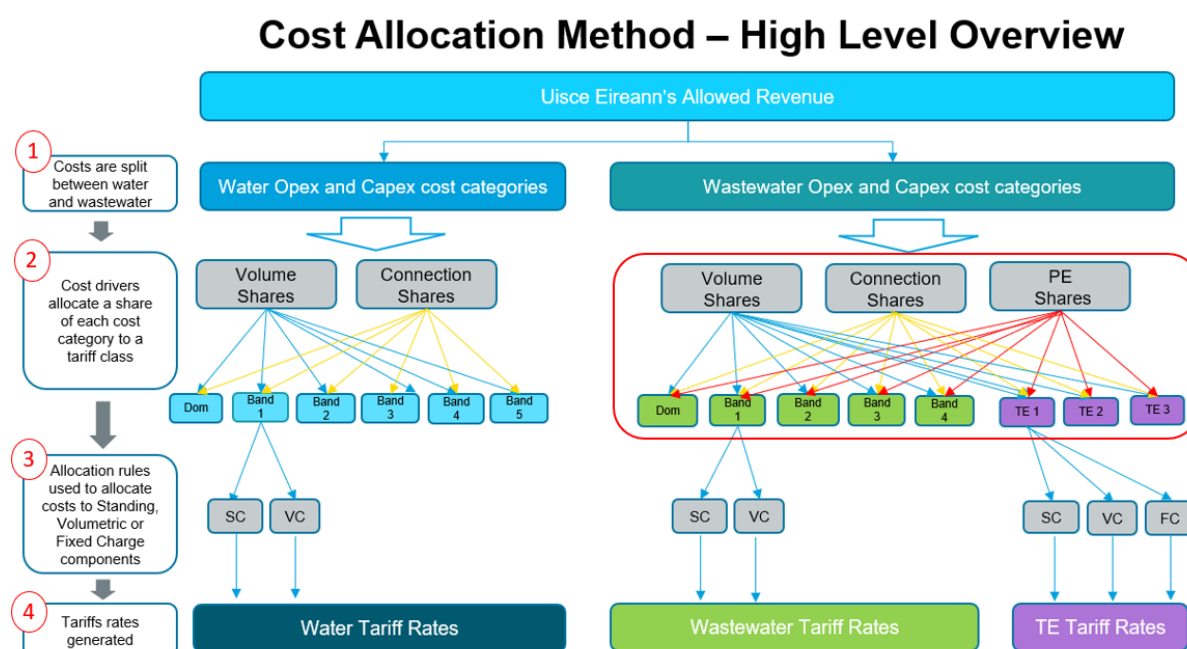 Cost Allocation Method – High Level Overview
Uisce Eireann's Allowed Revenue
1
Costs are split
between water
and wastewater
Water Opex and Capex cost categories
Wastewater Opex and Capex cost categories
2
Cost drivers
allocate a share
of each cost
category to a
tariff class
Volume
Shares
Connection
Shares
Volume
Shares
Connection
Shares
PE
Shares
Dom
Band
1
Band
2
Band
3
Band
4
Band
5
Dom
Band
1
Band
2
Band
3
Band
4
TE 1
TE 2
TE 3
3
Allocation rules
used to allocate
costs to Standing,
Volumetric or
Fixed Charge
components
SC
VC
SC
VC
SC
VC
FC
4
Tariffs rates
generated
Water Tariff Rates
Wastewater Tariff Rates
TE Tariff Rates